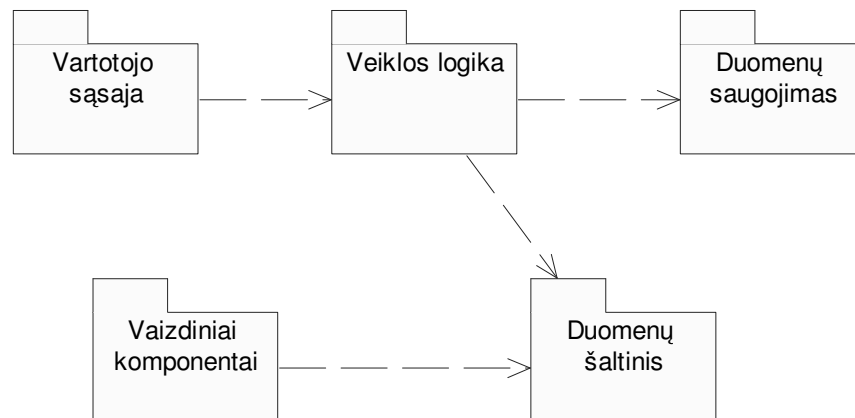 Vartotojo
sąsaja
Veiklos logika
Duomenų
saugojimas
Vaizdiniai
komponentai
Duomenų
šaltinis